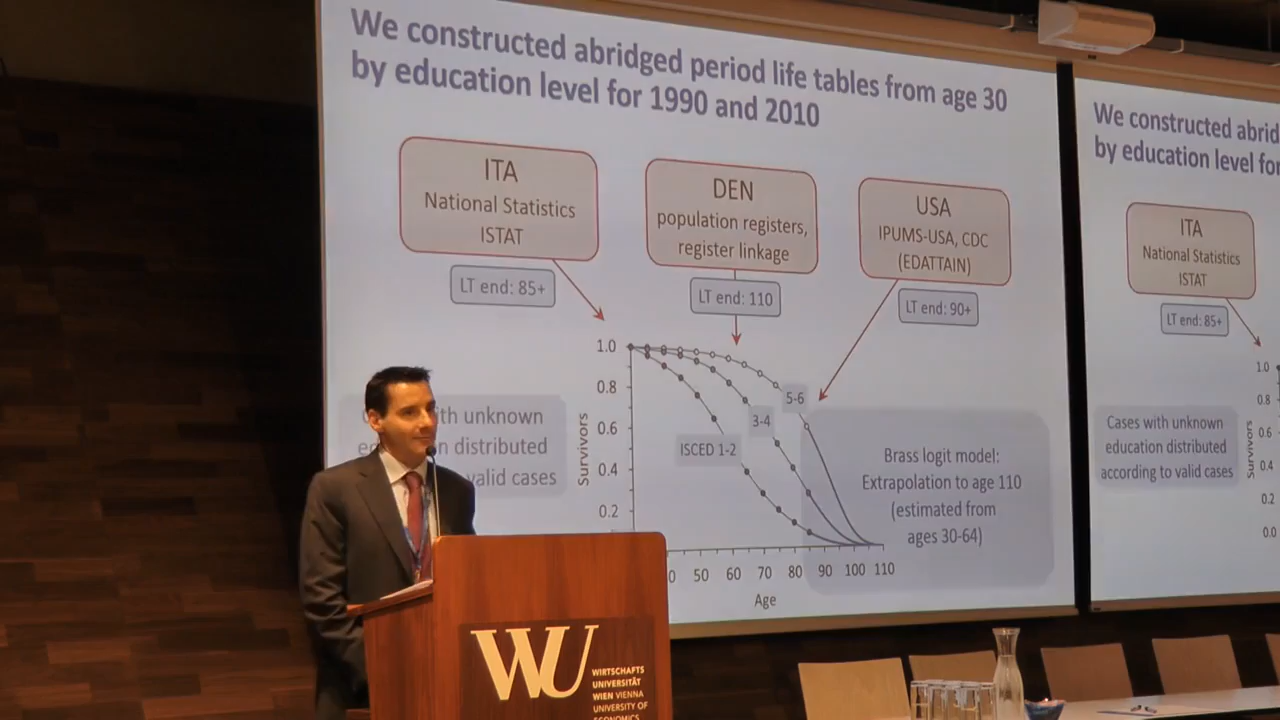 We constructed abridged period life tables from age 30
by education level for 1990 and 2010
ITA
National Statistics
ISTAT
LT end: 85+
DEN
population registers,
register linkage
LT end: 110
USA
IPUMS-USA, CDC
(EDATTAIN)
LT end: 90+
with unknown
distributed
valid cases
Survivors
1.0
0.8
0.6
0.4
0.2
ISCED 1-2
3-4
5-6
50 60 70 80 90 100 110
Age
Brass logit model:
Extrapolation to age 110
(estimated from
ages 30-64)
We constructed
by education level
ITA
National Statistics
ISTAT
LT end: 85+
Cases with unknown
education distributed
according to valid cases
Survivors
1.0
0.8
0.6
0.4
0.2
0.0
WU
WIRTSCHAFTS
UNIVERSITÄT
WIEN VIENNA
UNIVERSITY OF
ECONOMICS